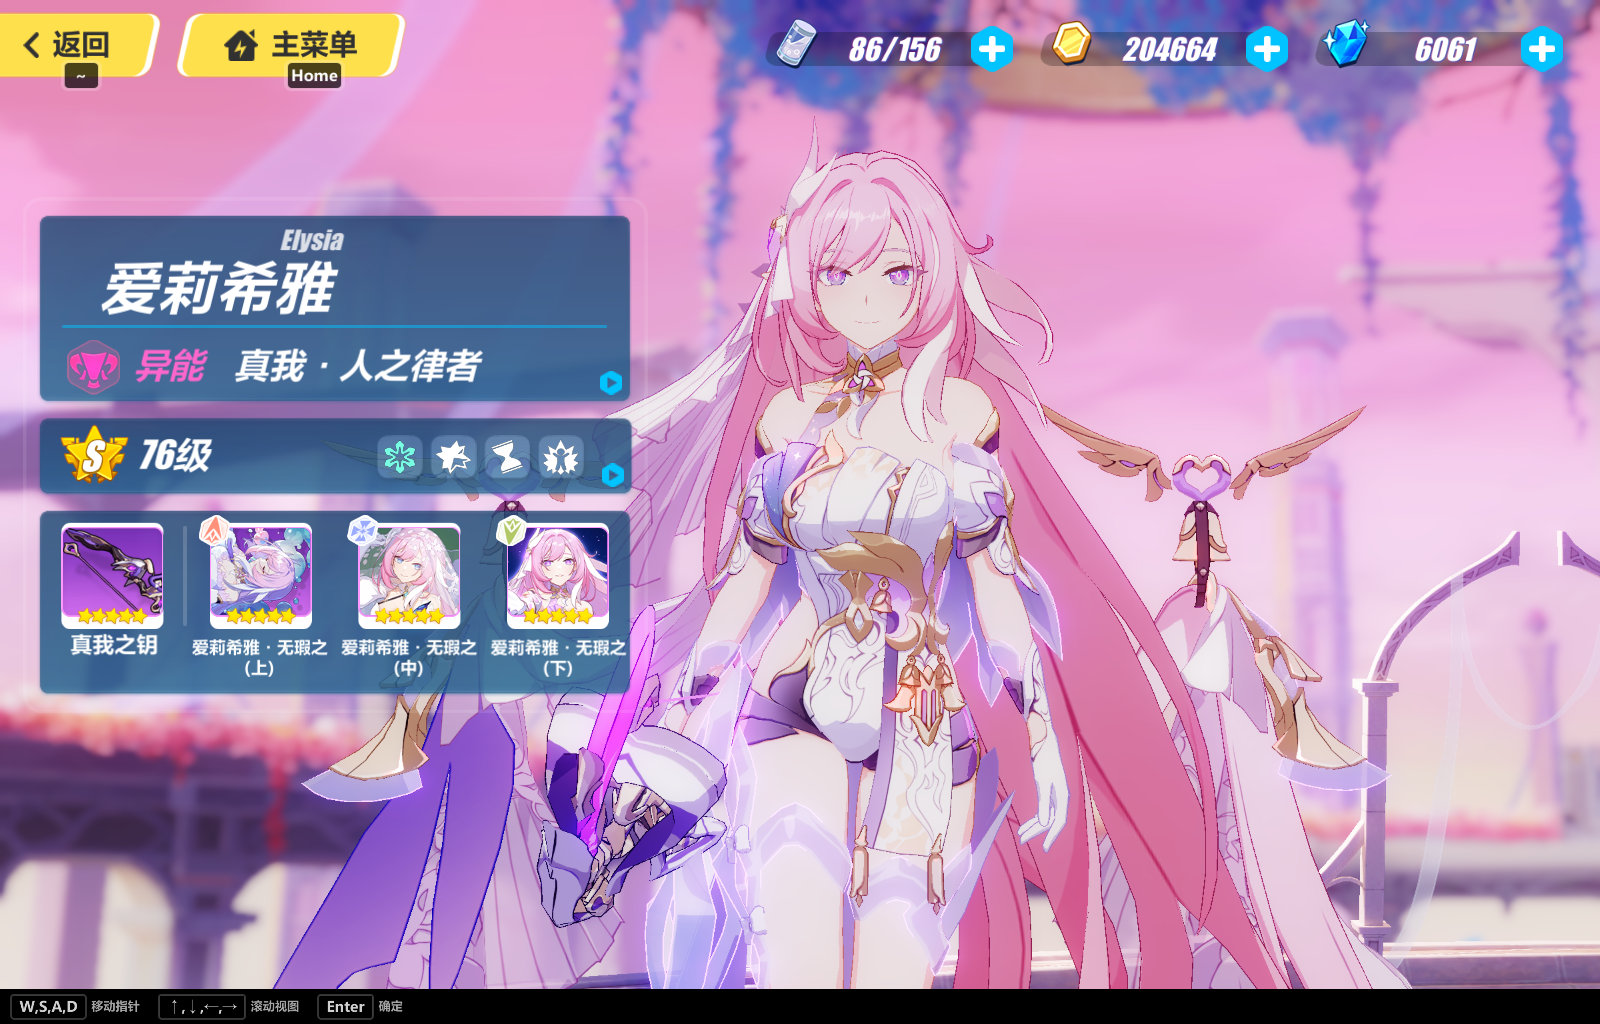 返回
~
主菜单
Home
86/156
204664
6061
Elysia
爱莉希雅
异能 真我·人之律者
S 76级
真我之钥
爱莉希雅·无瑕之
(上)
爱莉希雅·无瑕之
(中)
爱莉希雅·无瑕之
(下)
W,S,A,D 移动指针 ↑,↓,←,→ 滚动视图 Enter 确定